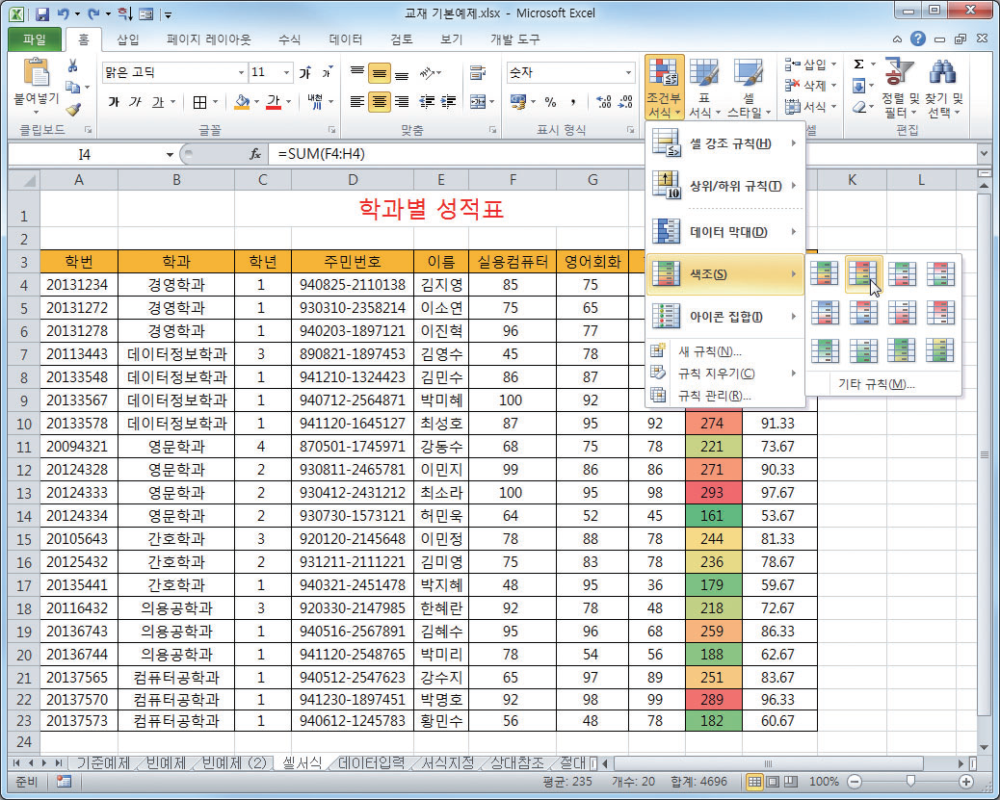 교재 기본예제.xlsx - Microsoft Excel
파일 홈 삽입 페이지 레이아웃 수식 데이터 검토 보기 개발 도구
붙여넣기
클립보드
맑은 고딕 11 가 가
가 가 가 가 내천
글꼴
맞춤
숫자
% ,
표시 형식
조건부 서식
표 서식
셀 스타일
삽입
삭제
서식
셀
Σ
정렬 및 필터
찾기 및 선택
편집
I4 fx =SUM(F4:H4)
셀 강조 규칙(H)
상위/하위 규칙(T)
데이터 막대(D)
색조(S)
아이콘 집합(I)
새 규칙(N)...
규칙 지우기(C)
규칙 관리(R)...
기타 규칙(M)...
A B C D E F G K L
1 학과별 성적표
2
3 학번 학과 학년 주민번호 이름 실용컴퓨터 영어회화
4 20131234 경영학과 1 940825-2110138 김지영 85 75
5 20131272 경영학과 1 930310-2358214 이소연 75 65
6 20131278 경영학과 1 940203-1897121 이진혁 96 77
7 20113443 데이터정보학과 3 890821-1897453 김영수 45 78
8 20133548 데이터정보학과 1 941210-1324423 김민수 86 87
9 20133567 데이터정보학과 1 940712-2564871 박미혜 100 92
10 20133578 데이터정보학과 1 941120-1645127 최성호 87 95 92 274 91.33
11 20094321 영문학과 4 870501-1745971 강동수 68 75 78 221 73.67
12 20124328 영문학과 2 930811-2465781 이민지 99 86 86 271 90.33
13 20124333 영문학과 2 930412-2431212 최소라 100 95 98 293 97.67
14 20124334 영문학과 2 930730-1573121 허민욱 64 52 45 161 53.67
15 20105643 간호학과 3 920120-2145648 이민정 78 88 78 244 81.33
16 20125432 간호학과 2 931211-2111221 김미영 75 83 78 236 78.67
17 20135441 간호학과 1 940321-2451478 박지혜 48 95 36 179 59.67
18 20116432 의용공학과 3 920330-2147985 한혜란 92 78 48 218 72.67
19 20136743 의용공학과 1 940516-2567891 김혜수 95 96 68 259 86.33
20 20136744 의용공학과 1 941120-2548765 박미리 78 54 56 188 62.67
21 20137565 컴퓨터공학과 1 940512-2547623 강수지 65 97 89 251 83.67
22 20137570 컴퓨터공학과 1 941230-1897451 박명호 92 98 99 289 96.33
23 20137573 컴퓨터공학과 1 940612-1245783 황민수 56 48 78 182 60.67
24
기준예제 빈예제 빈예제 (2) 셀서식 데이터입력 서식지정 상대참조 절대
준비 평균: 235 개수: 20 합계: 4696 100%